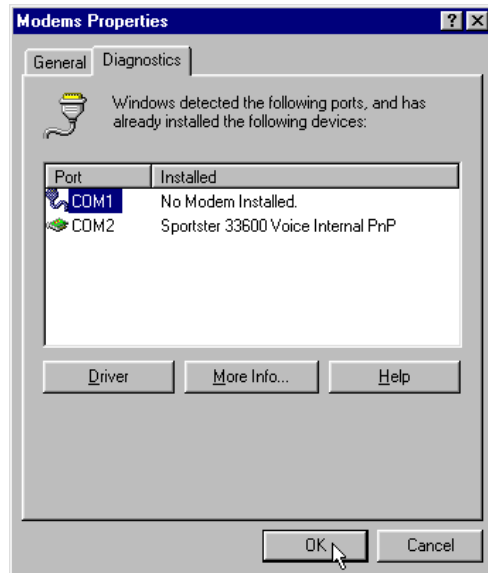 Modems Properties
General Diagnostics
Windows detected the following ports, and has
already installed the following devices:
Port Installed
COM1 No Modem Installed.
COM2 Sportster 33600 Voice Internal PnP
Driver More Info... Help
OK Cancel